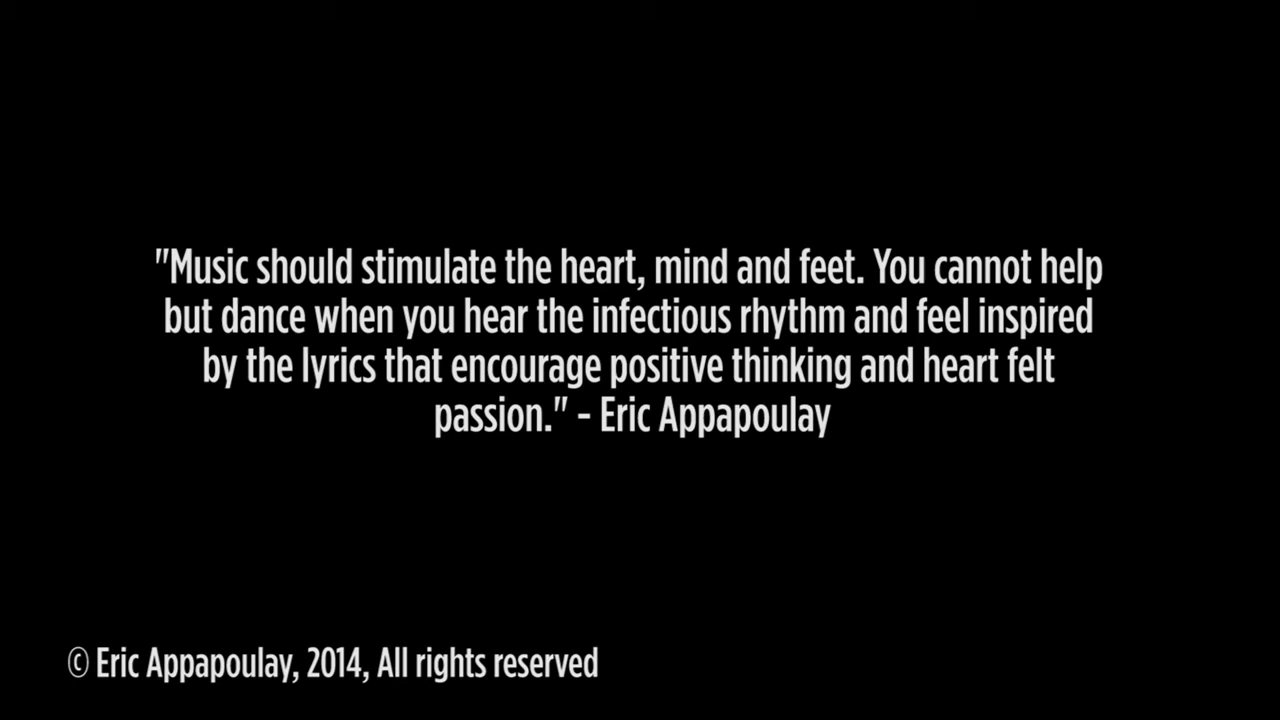 "Music should stimulate the heart, mind and feet. You cannot help
but dance when you hear the infectious rhythm and feel inspired
by the lyrics that encourage positive thinking and heart felt
passion." - Eric Appapoulay
© Eric Appapoulay, 2014, All rights reserved